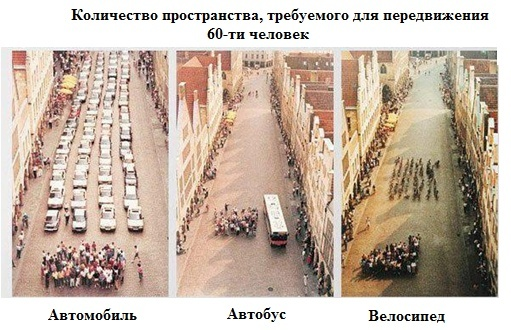 Количество пространства, требуемого для передвижения
60-ти человек
Автомобиль Автобус Велосипед